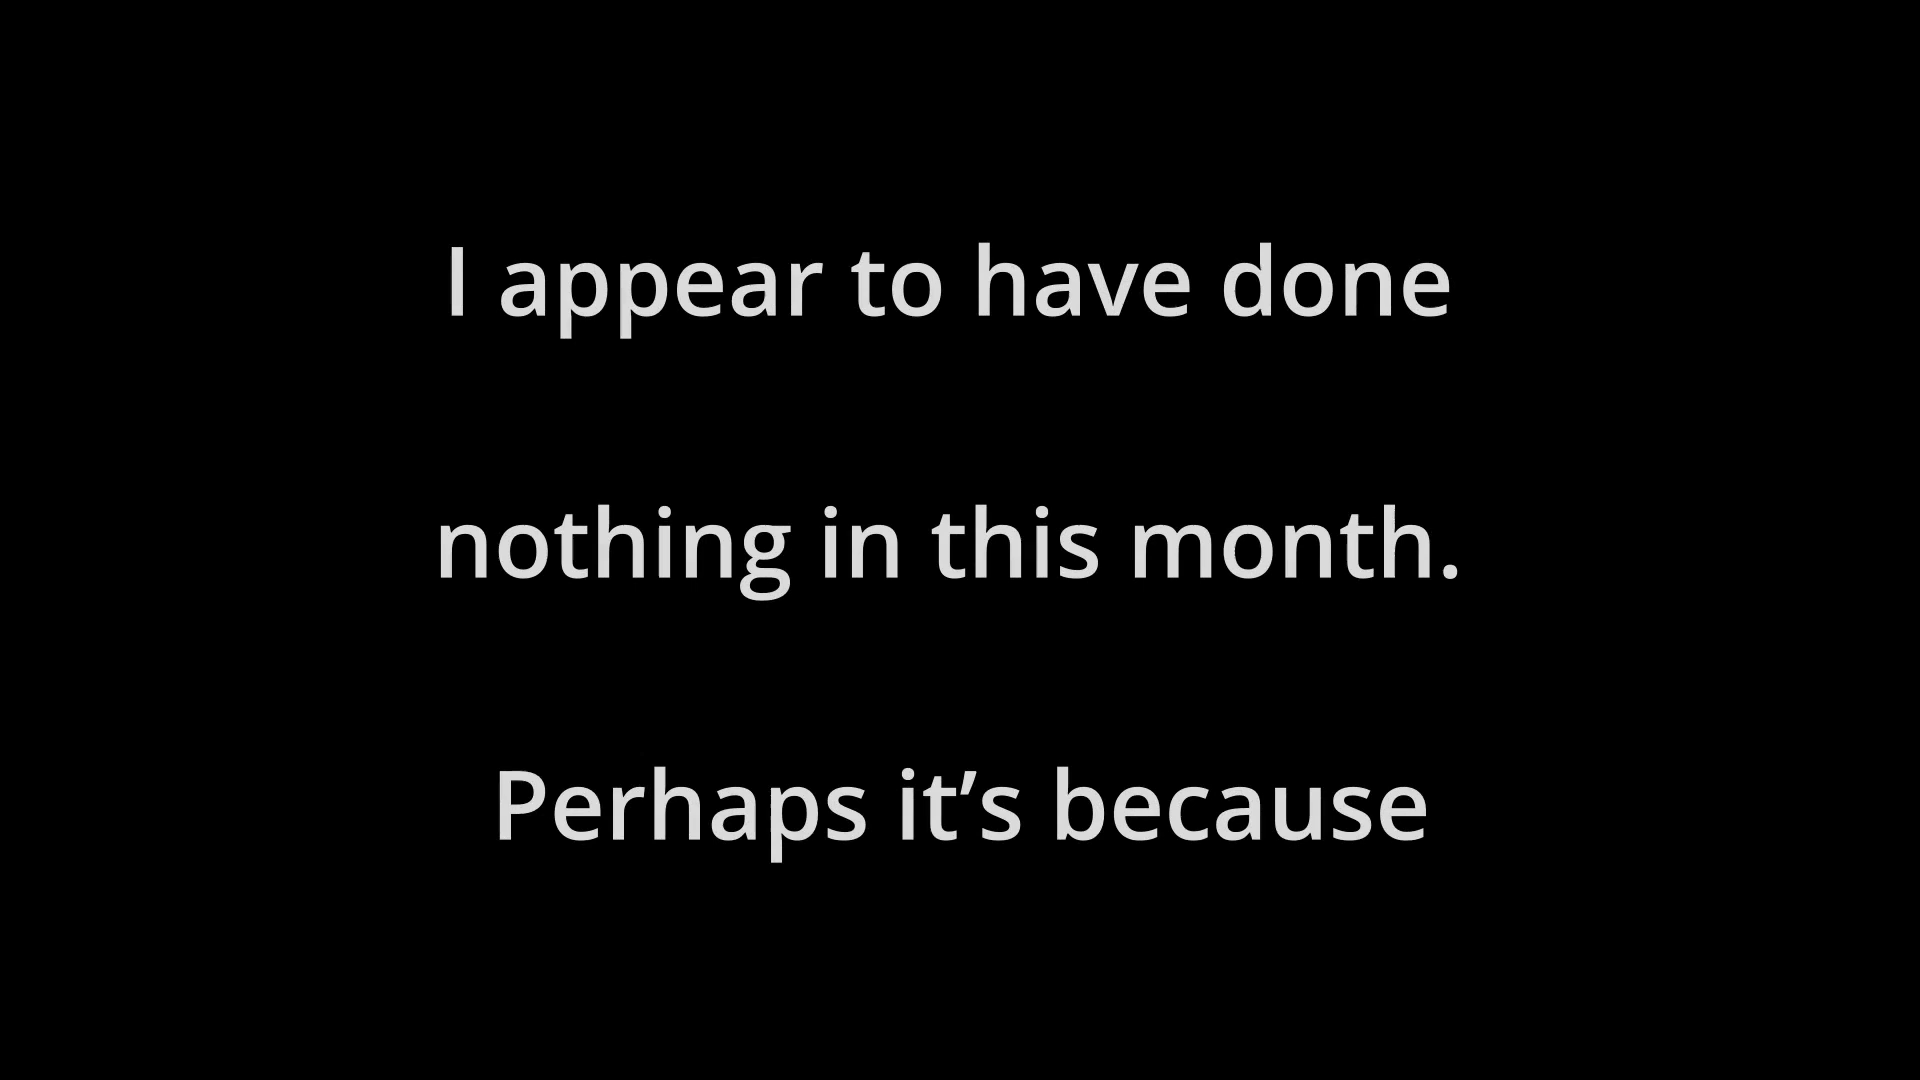 I appear to have done
nothing in this month.
Perhaps it’s because